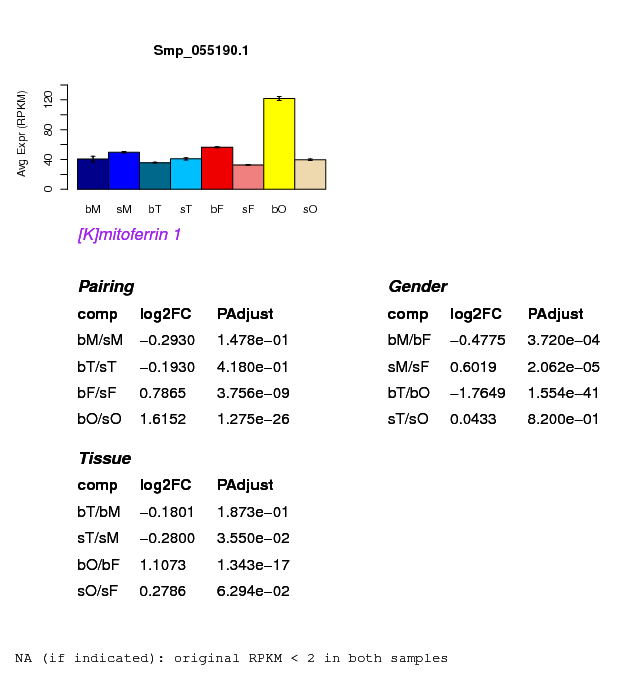 Smp_055190.1
Avg Expr (RPKM)
0 40 80 120
bM sM bT sT bF sF bO sO
[K]mitoferrin 1
Pairing
comp log2FC PAdjust
bM/sM −0.2930 1.478e−01
bT/sT −0.1930 4.180e−01
bF/sF 0.7865 3.756e−09
bO/sO 1.6152 1.275e−26
Gender
comp log2FC PAdjust
bM/bF −0.4775 3.720e−04
sM/sF 0.6019 2.062e−05
bT/bO −1.7649 1.554e−41
sT/sO 0.0433 8.200e−01
Tissue
comp log2FC PAdjust
bT/bM −0.1801 1.873e−01
sT/sM −0.2800 3.550e−02
bO/bF 1.1073 1.343e−17
sO/sF 0.2786 6.294e−02
NA (if indicated): original RPKM < 2 in both samples